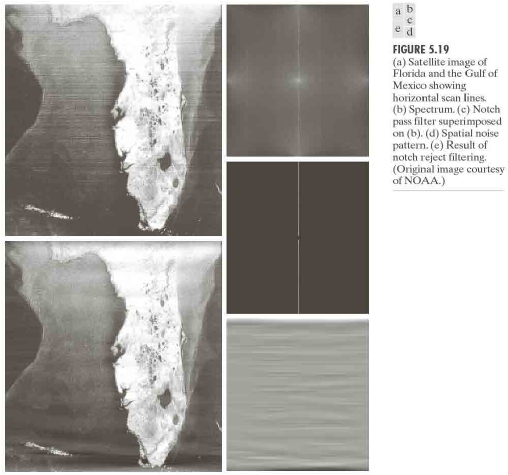 a b
c
e d
FIGURE 5.19
(a) Satellite image of
Florida and the Gulf of
Mexico showing
horizontal scan lines.
(b) Spectrum. (c) Notch
pass filter superimposed
on (b). (d) Spatial noise
pattern. (e) Result of
notch reject filtering.
(Original image courtesy
of NOAA.)